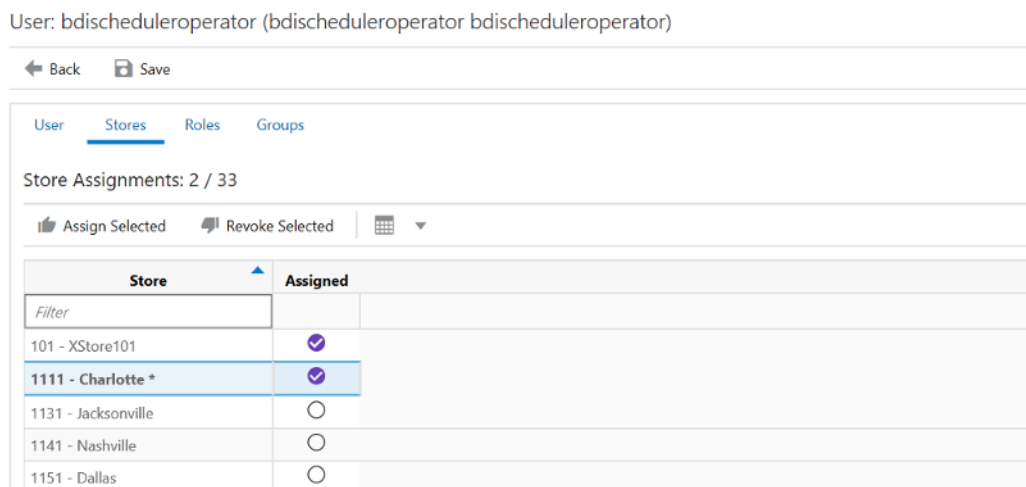 User: bdischeduleroperator (bdischeduleroperator bdischeduleroperator)
Back Save
User Stores Roles Groups
Store Assignments: 2 / 33
Assign Selected Revoke Selected
Store Assigned
Filter
101 - XStore101
1111 - Charlotte *
1131 - Jacksonville
1141 - Nashville
1151 - Dallas